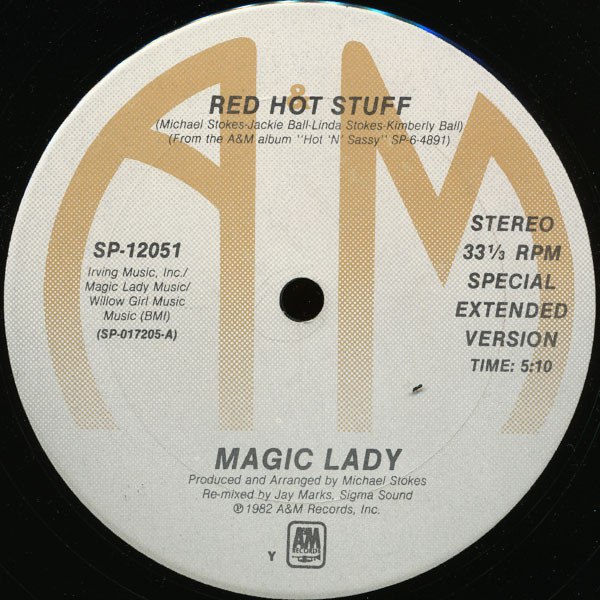 A&M
RED HOT STUFF
(Michael Stokes-Jackie Ball-Linda Stokes-Kimberly Ball)
(From the A&M album "Hot 'N' Sassy" SP-6-4891)
SP-12051
Irving Music, Inc./
Magic Lady Music/
Willow Girl Music
Music (BMI)
(SP-017205-A)
STEREO
33 1/3 RPM
SPECIAL
EXTENDED
VERSION
TIME: 5:10
MAGIC LADY
Produced and Arranged by Michael Stokes
Re-mixed by Jay Marks, Sigma Sound
℗ 1982 A&M Records, Inc.
Y
A&M
RECORDS